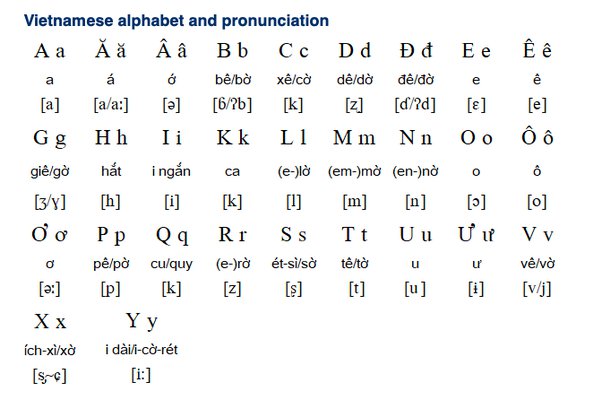 Vietnamese alphabet and pronunciation
A a Ă ă Â â B b C c D d Đ đ E e Ê ê
a á ớ bê/bờ xê/cờ dê/dờ đê/đờ e ê
[a] [a/aː] [ə] [ɓ/ʔb] [k] [z̪] [ɗ/ʔd] [ɛ] [e]
G g H h I i K k L l M m N n O o Ô ô
giê/gờ hắt i ngắn ca (e-)lờ (em-)mờ (en-)nờ o ô
[ʒ/ɣ] [h] [i] [k] [l] [m] [n] [ɔ] [o]
Ơ ơ P p Q q R r S s T t U u Ư ư V v
ơ pê/pờ cu/quy (e-)rờ ét-sì/sờ tê/tờ u ư vê/vờ
[əː] [p] [k] [z] [ʂ] [t] [u] [ɨ] [v/j]
X x Y y
ích-xì/xờ i dài/i-cờ-rét
[s̪~ɕ] [iː]